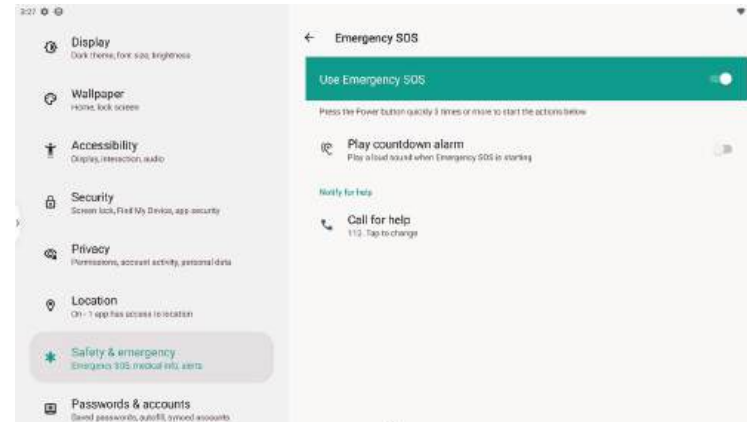 3:27
Display
Dark theme, font size, brightness
Wallpaper
Home, lock screen
Accessibility
Display, interaction, audio
Security
Screen lock, Find My Device, app security
Privacy
Permissions, account activity, personal data
Location
On - 1 app has access to location
Safety & emergency
Emergency SOS, medical info, alerts
Passwords & accounts
Saved passwords, autofill, synced accounts
Emergency SOS
Use Emergency SOS
Press the Power button quickly 5 times or more to start the actions below
Play countdown alarm
Play a loud sound when Emergency SOS is starting
Notify for help
Call for help
112. Tap to change